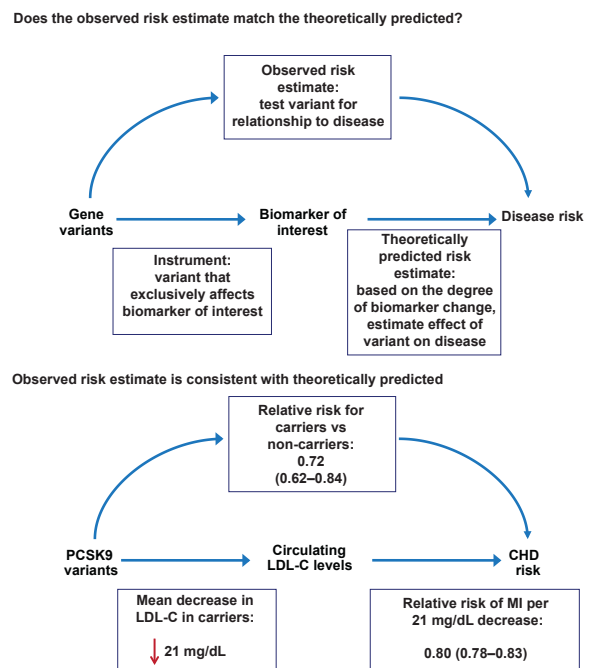 Does the observed risk estimate match the theoretically predicted?
Observed risk
estimate:
test variant for
relationship to disease
Gene
variants
Biomarker of
interest
Disease risk
Instrument:
variant that
exclusively affects
biomarker of interest
Theoretically
predicted risk
estimate:
based on the degree
of biomarker change,
estimate effect of
variant on disease
Observed risk estimate is consistent with theoretically predicted
Relative risk for
carriers vs
non-carriers:
0.72
(0.62–0.84)
PCSK9
variants
Circulating
LDL-C levels
CHD
risk
Mean decrease in
LDL-C in carriers:
21 mg/dL
Relative risk of MI per
21 mg/dL decrease:
0.80 (0.78–0.83)